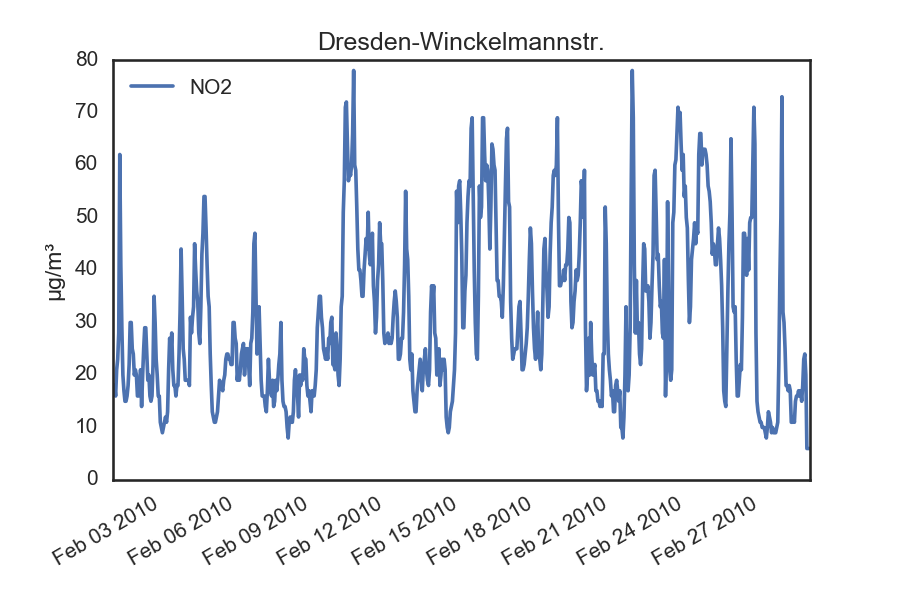 Dresden-Winckelmannstr.
NO2
µg/m³
80
70
60
50
40
30
20
10
0
Feb 03 2010
Feb 06 2010
Feb 09 2010
Feb 12 2010
Feb 15 2010
Feb 18 2010
Feb 21 2010
Feb 24 2010
Feb 27 2010